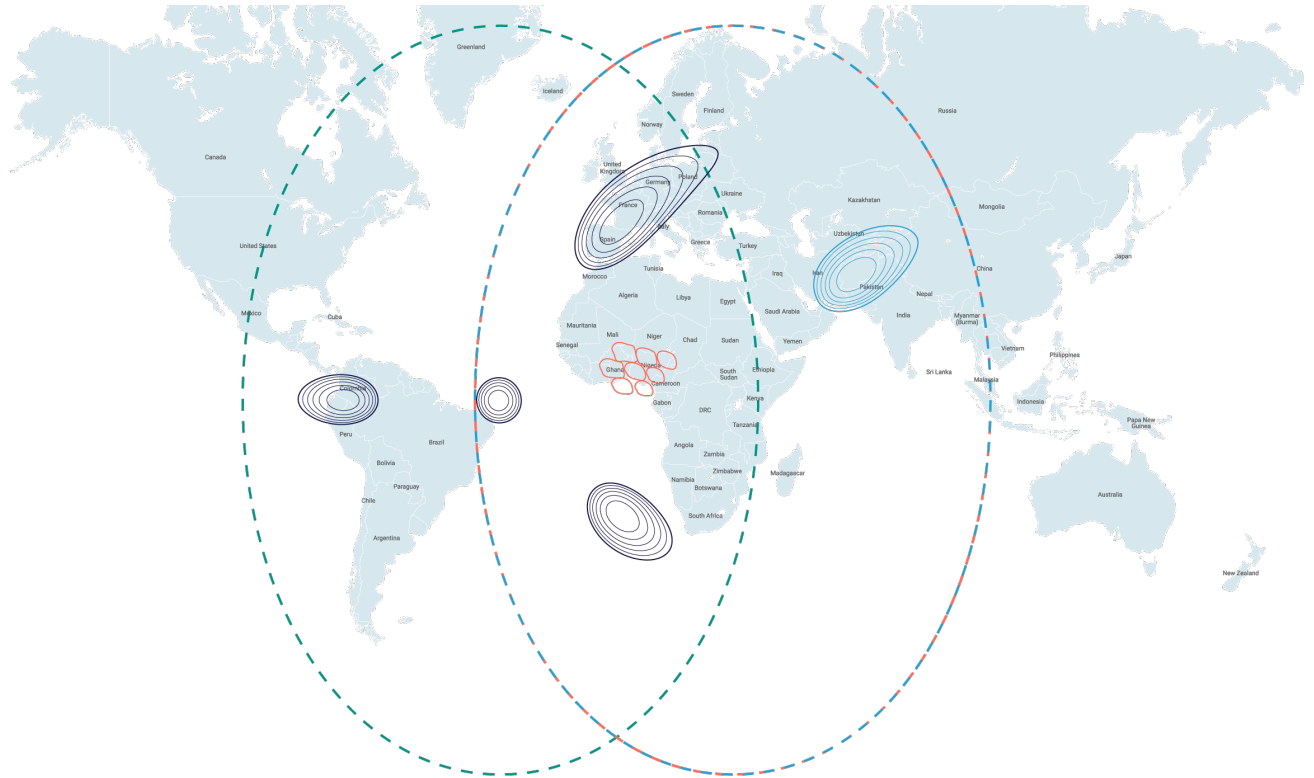 Greenland
Iceland
Sweden
Finland
Russia
Norway
Canada
United
Kingdom
Poland
Germany
Ukraine
Kazakhstan
France
Mongolia
Romania
Italy
Uzbekistan
Spain
Greece
Turkey
United States
Japan
China
Tunisia
Iran
Iraq
Morocco
Pakistan
Nepal
Algeria
Libya
Egypt
Saudi Arabia
Mexico
Cuba
India
Myanmar
(Burma)
Mauritania
Mali
Niger
Chad
Sudan
Yemen
Senegal
Vietnam
Philippines
Nigeria
Ghana
Ethiopia
South
Sudan
Sri Lanka
Malaysia
Cameroon
Colombia
Kenya
Gabon
Indonesia
DRC
Papua New
Guinea
Tanzania
Peru
Brazil
Angola
Zambia
Bolivia
Zimbabwe
Madagascar
Namibia
Botswana
Paraguay
Australia
Chile
South Africa
Argentina
New Zealand